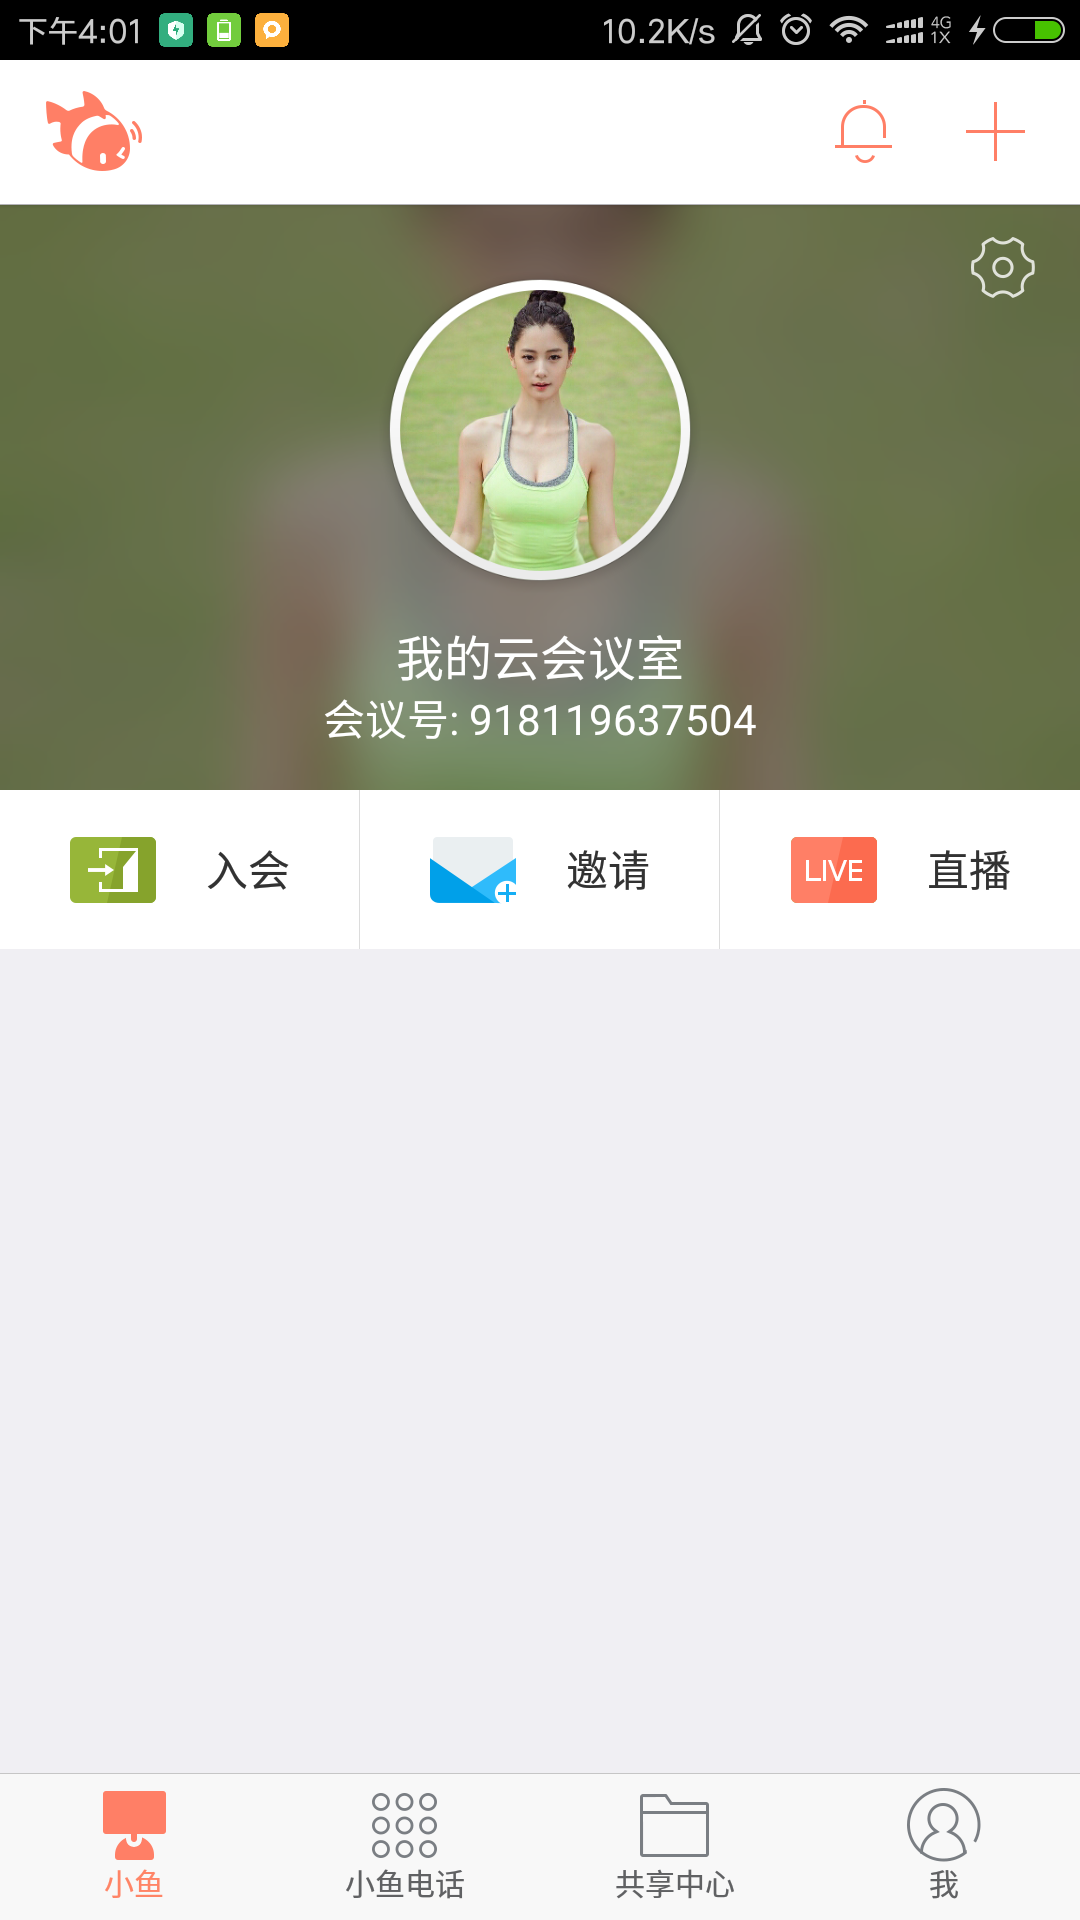 下午4:01
10.2K/s
4G
1X
我的云会议室
会议号: 918119637504
入会
邀请
LIVE
直播
小鱼
小鱼电话
共享中心
我